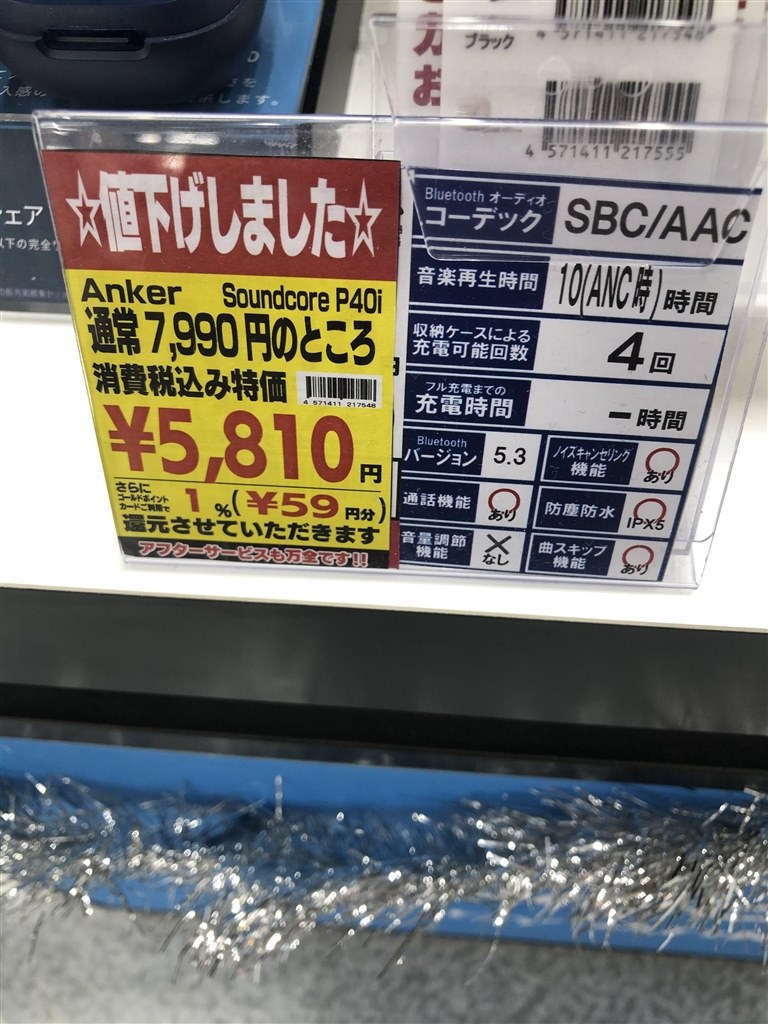 ブラック
4 571411 217548
4 571411 217555
します。
ェア
☆値下げしました☆
Anker Soundcore P40i
通常7,990円のところ
消費税込み特価
4 571411 217548
¥5,810円
さらに
ゴールドポイント
カードご利用で
1%(¥59円分)
還元させていただきます
アフターサービスも万全です!!
Bluetooth オーディオ
コーデック SBC/AAC
音楽再生時間 10(ANC時)時間
収納ケースによる
充電可能回数 4回
フル充電までの
充電時間 一時間
Bluetooth
バージョン 5.3
ノイズキャンセリング
機能 あり
通話機能 あり
防塵防水 IPX5
音量調節
機能 なし
曲スキップ
機能 あり